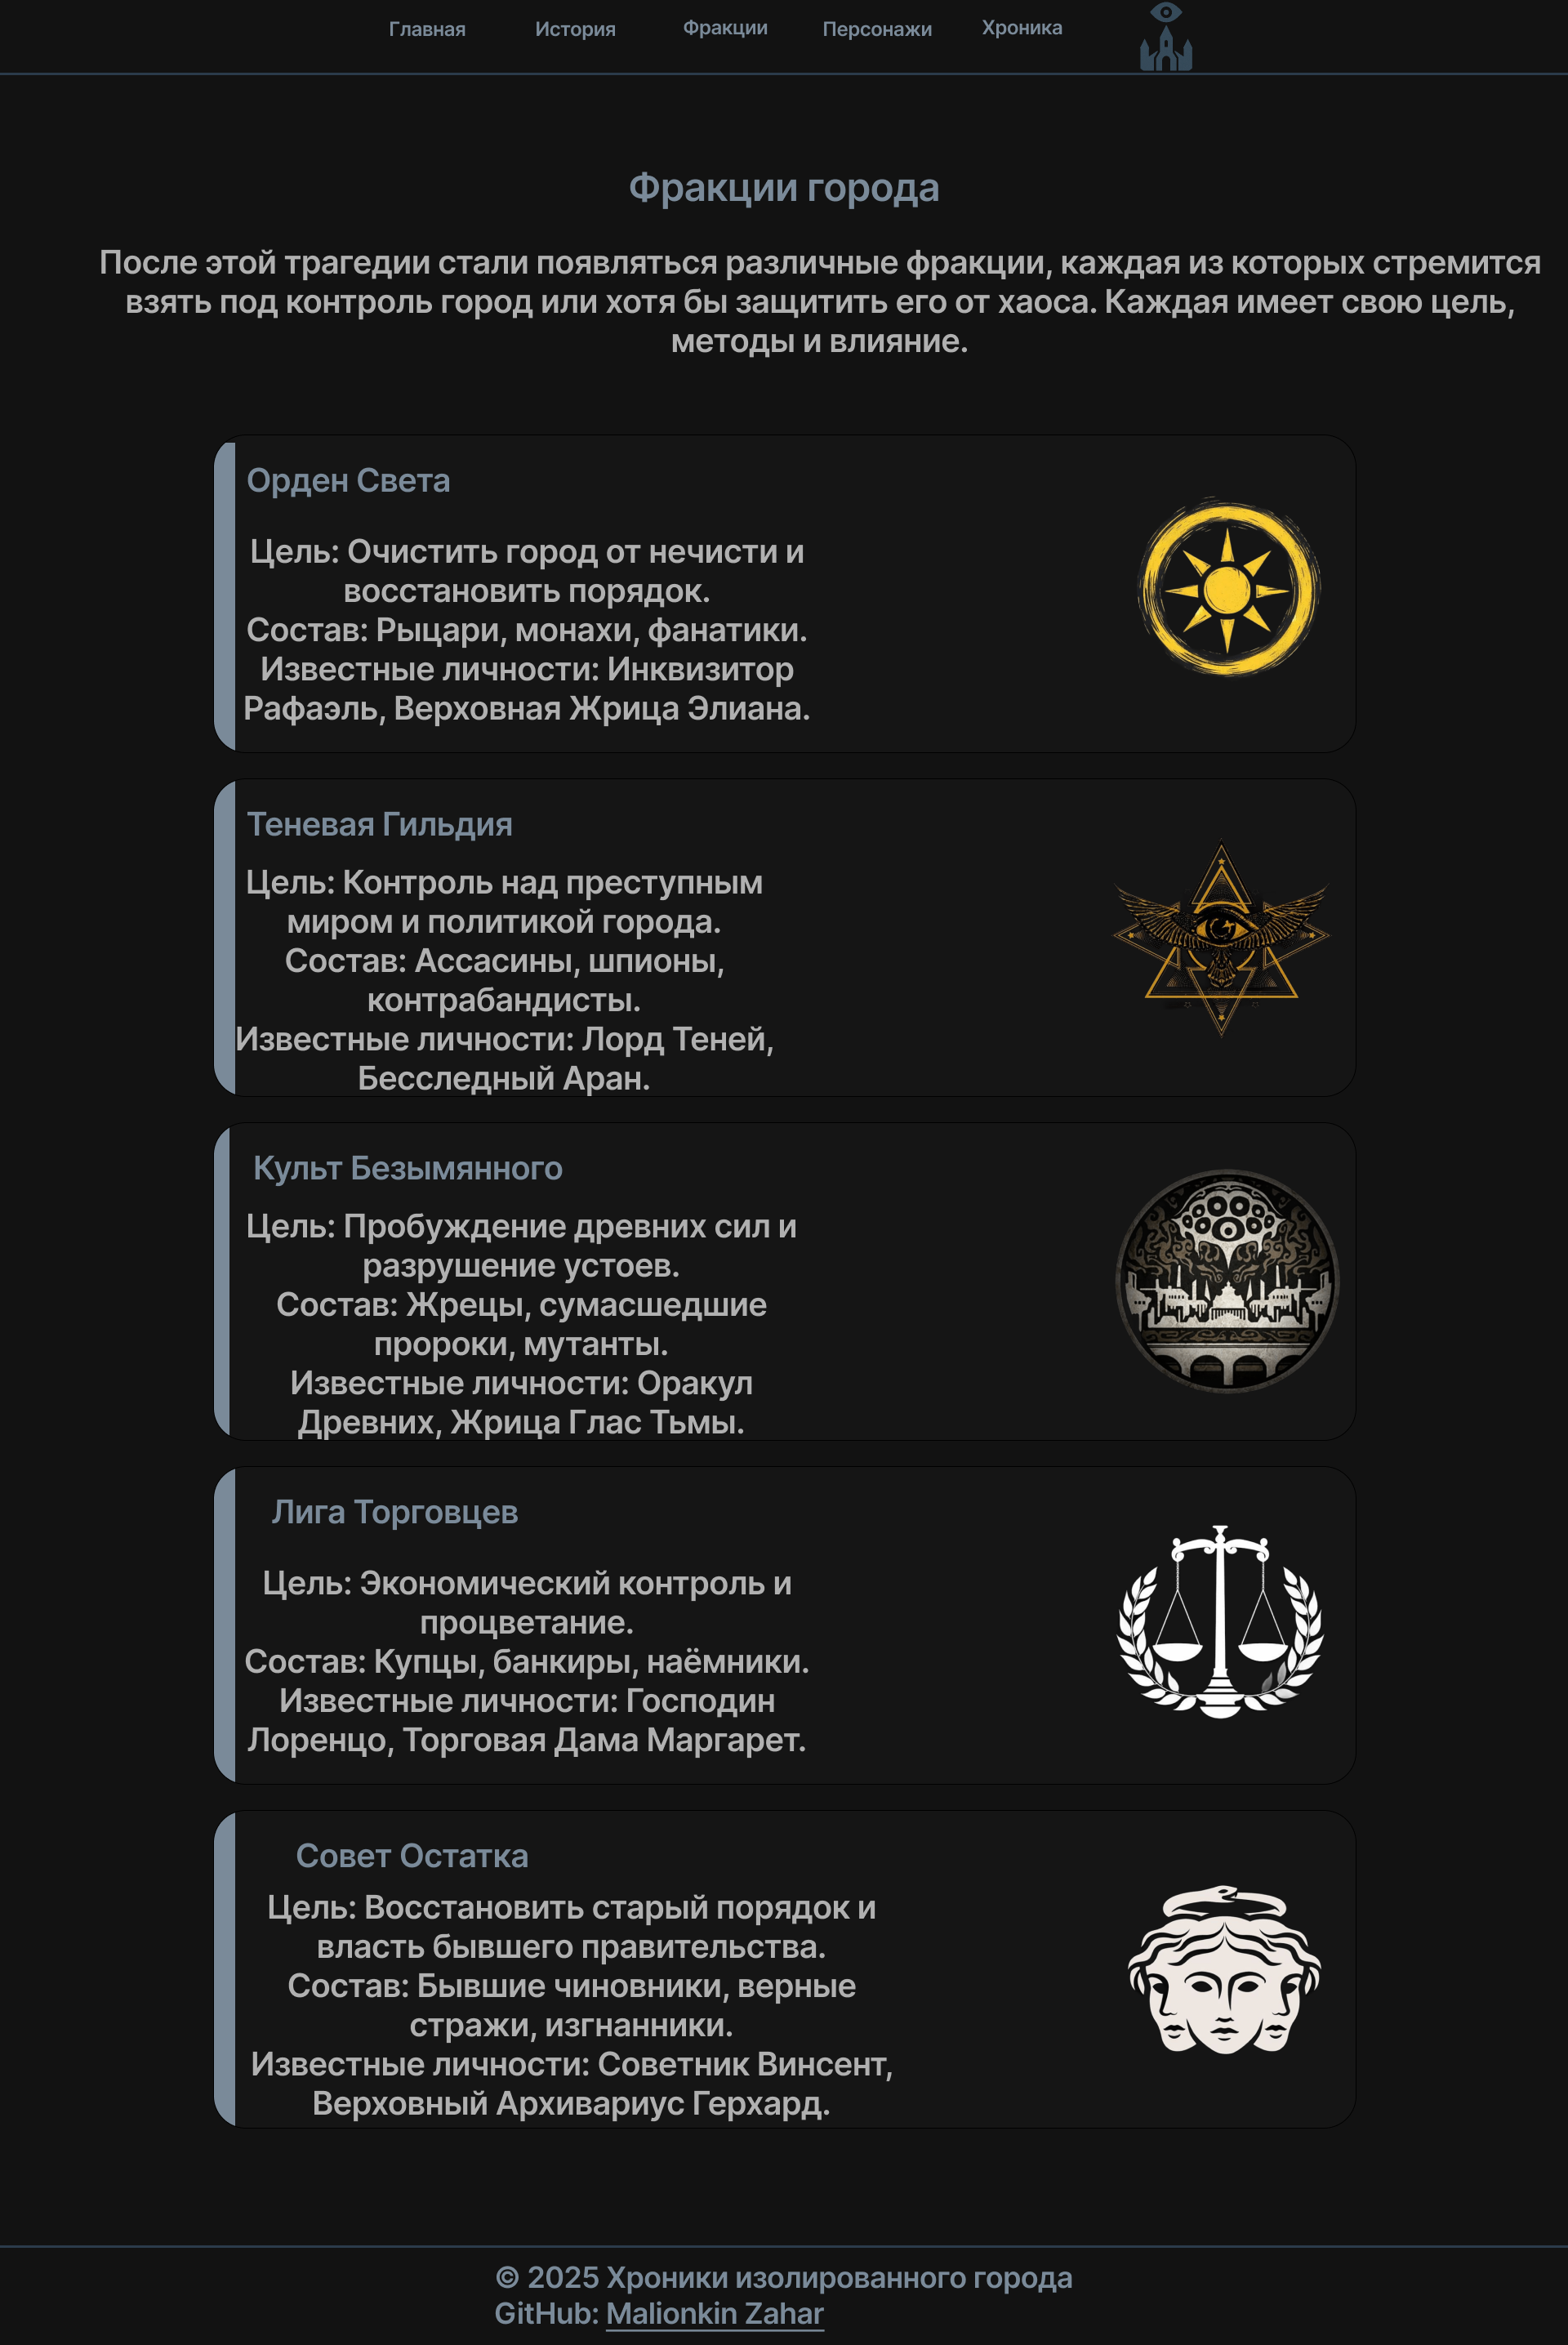 Главная История Фракции Персонажи Хроника
Фракции города
После этой трагедии стали появляться различные фракции, каждая из которых стремится
взять под контроль город или хотя бы защитить его от хаоса. Каждая имеет свою цель,
методы и влияние.
Орден Света
Цель: Очистить город от нечисти и
восстановить порядок.
Состав: Рыцари, монахи, фанатики.
Известные личности: Инквизитор
Рафаэль, Верховная Жрица Элиана.
Теневая Гильдия
Цель: Контроль над преступным
миром и политикой города.
Состав: Ассасины, шпионы,
контрабандисты.
Известные личности: Лорд Теней,
Бесследный Аран.
Культ Безымянного
Цель: Пробуждение древних сил и
разрушение устоев.
Состав: Жрецы, сумасшедшие
пророки, мутанты.
Известные личности: Оракул
Древних, Жрица Глас Тьмы.
Лига Торговцев
Цель: Экономический контроль и
процветание.
Состав: Купцы, банкиры, наёмники.
Известные личности: Господин
Лоренцо, Торговая Дама Маргарет.
Совет Остатка
Цель: Восстановить старый порядок и
власть бывшего правительства.
Состав: Бывшие чиновники, верные
стражи, изгнанники.
Известные личности: Советник Винсент,
Верховный Архивариус Герхард.
© 2025 Хроники изолированного города
GitHub: Malionkin Zahar